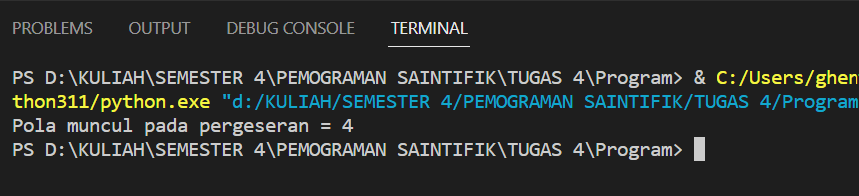 PROBLEMS OUTPUT DEBUG CONSOLE TERMINAL
PS D:\KULIAH\SEMESTER 4\PEMOGRAMAN SAINTIFIK\TUGAS 4\Program> & C:/Users/ghen
thon311/python.exe "d:/KULIAH/SEMESTER 4/PEMOGRAMAN SAINTIFIK/TUGAS 4/Program
Pola muncul pada pergeseran = 4
PS D:\KULIAH\SEMESTER 4\PEMOGRAMAN SAINTIFIK\TUGAS 4\Program>